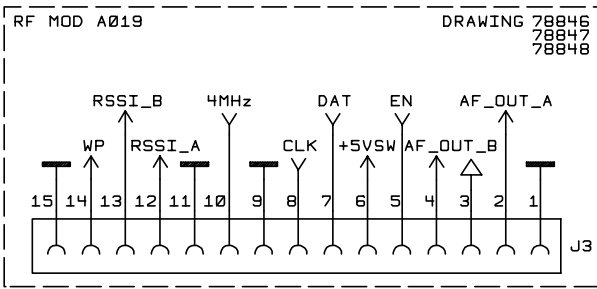 RF MOD AØ19
DRAWING 78846
78847
78848
RSSI_B 4MHz DAT EN AF_OUT_A
WP RSSI_A CLK +5VSW AF_OUT_B
15 14 13 12 11 10 9 8 7 6 5 4 3 2 1
J3